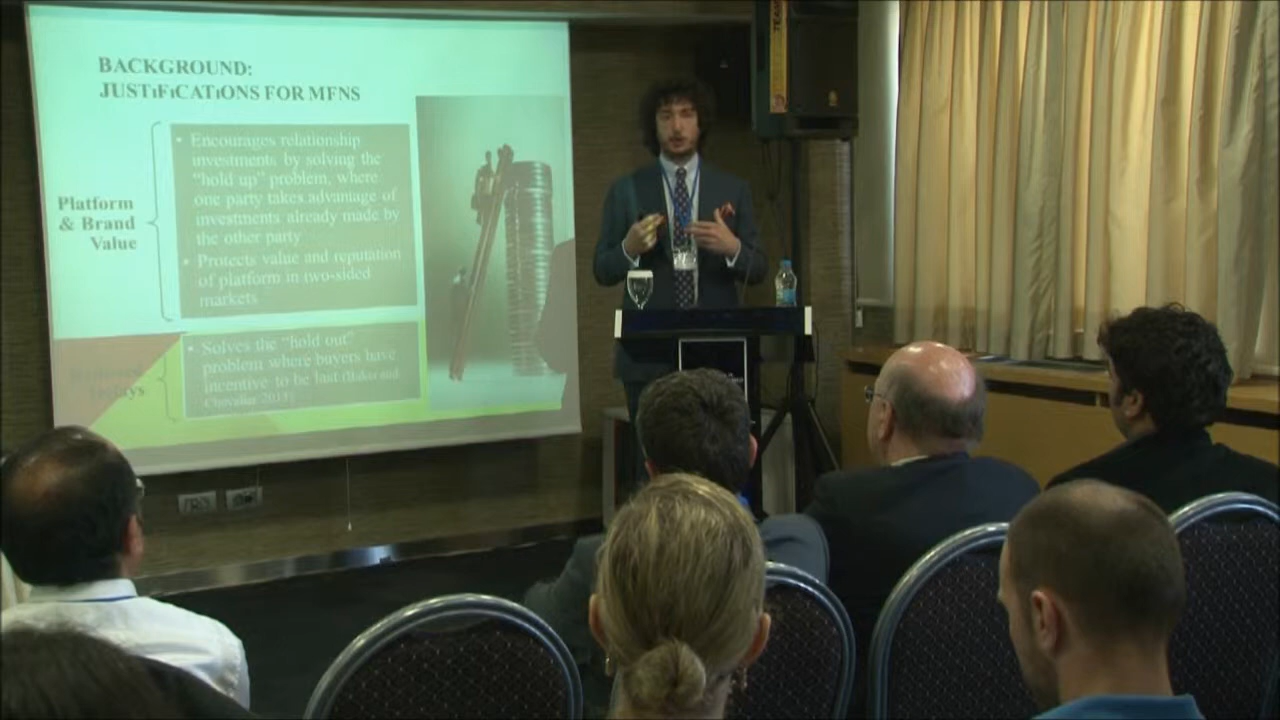 BACKGROUND:
JUSTıFıCATıONS FOR MFNS
Platform
& Brand
Value
• Encourages relationship
investments by solving the
"hold up" problem, where
one party takes advantage of
investments already made by
the other party
• Protects value and reputation
of platform in two-sided
markets
• Solves the "hold out"
problem where buyers have
incentive to be last